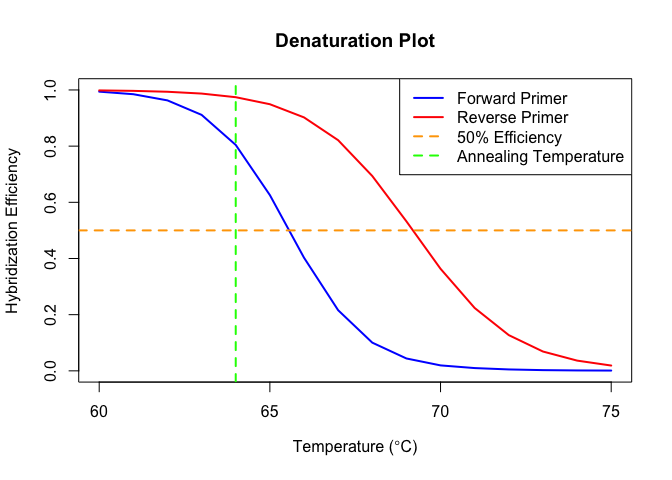 Denaturation Plot
Forward Primer
Reverse Primer
50% Efficiency
Annealing Temperature
Hybridization Efficiency
1.0
0.8
0.6
0.4
0.2
0.0
60 65 70 75
Temperature (°C)